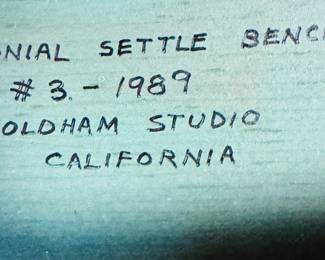 NIAL SETTLE BENC
# 3. - 1989
OLDHAM STUDIO
CALIFORNIA